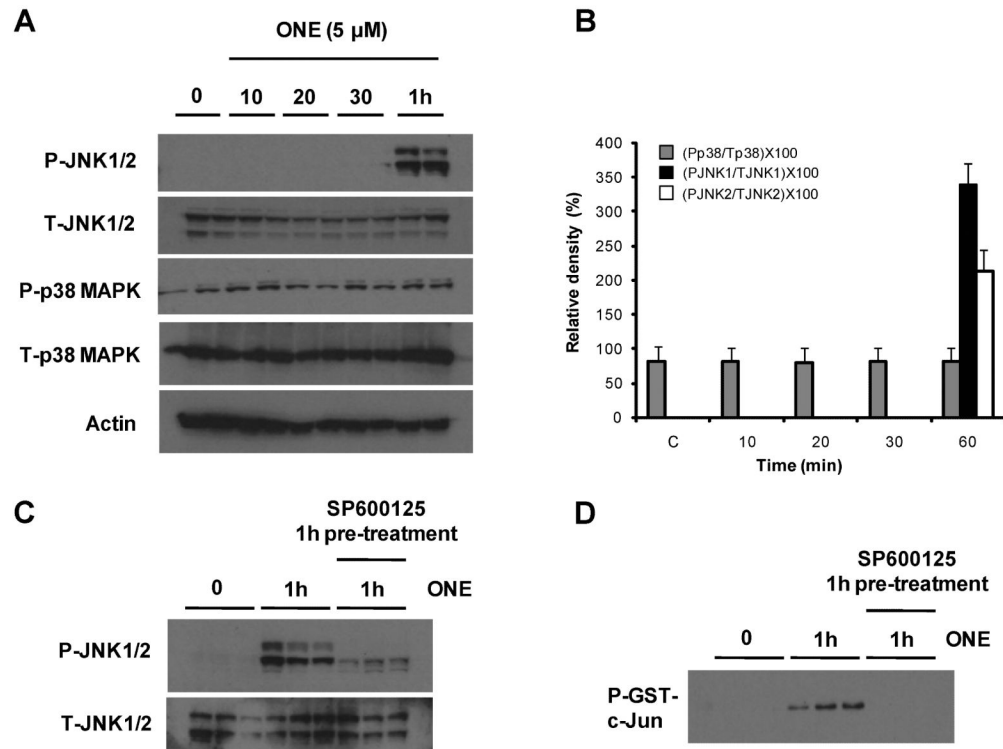 A
ONE (5 µM)
0 10 20 30 1h
P-JNK1/2
T-JNK1/2
P-p38 MAPK
T-p38 MAPK
Actin
B
Relative density (%)
400
350
300
250
200
150
100
50
0
(Pp38/Tp38)X100
(PJNK1/TJNK1)X100
(PJNK2/TJNK2)X100
C 10 20 30 60
Time (min)
C
SP600125
1h pre-treatment
0 1h 1h ONE
P-JNK1/2
T-JNK1/2
D
SP600125
1h pre-treatment
0 1h 1h ONE
P-GST-
c-Jun